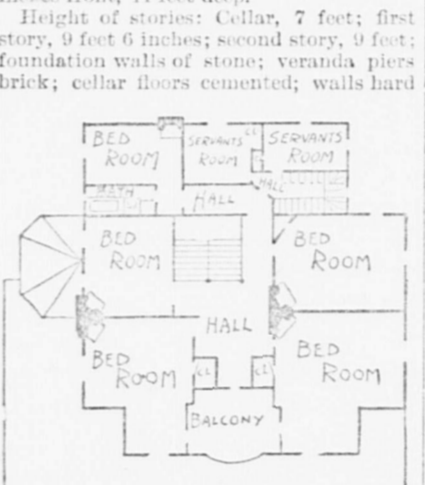 Height of stories: Cellar, 7 feet; first
story, 9 feet 6 inches; second story, 9 feet;
foundation walls of stone; veranda piers
brick; cellar floors cemented; walls hard
BED
ROOM
SERVANTS
ROOM
CL
SERVANTS
ROOM
BATH
HALL
HALL
BED
ROOM
BED
ROOM
HALL
BED
ROOM
CL
CL
BED
ROOM
BALCONY